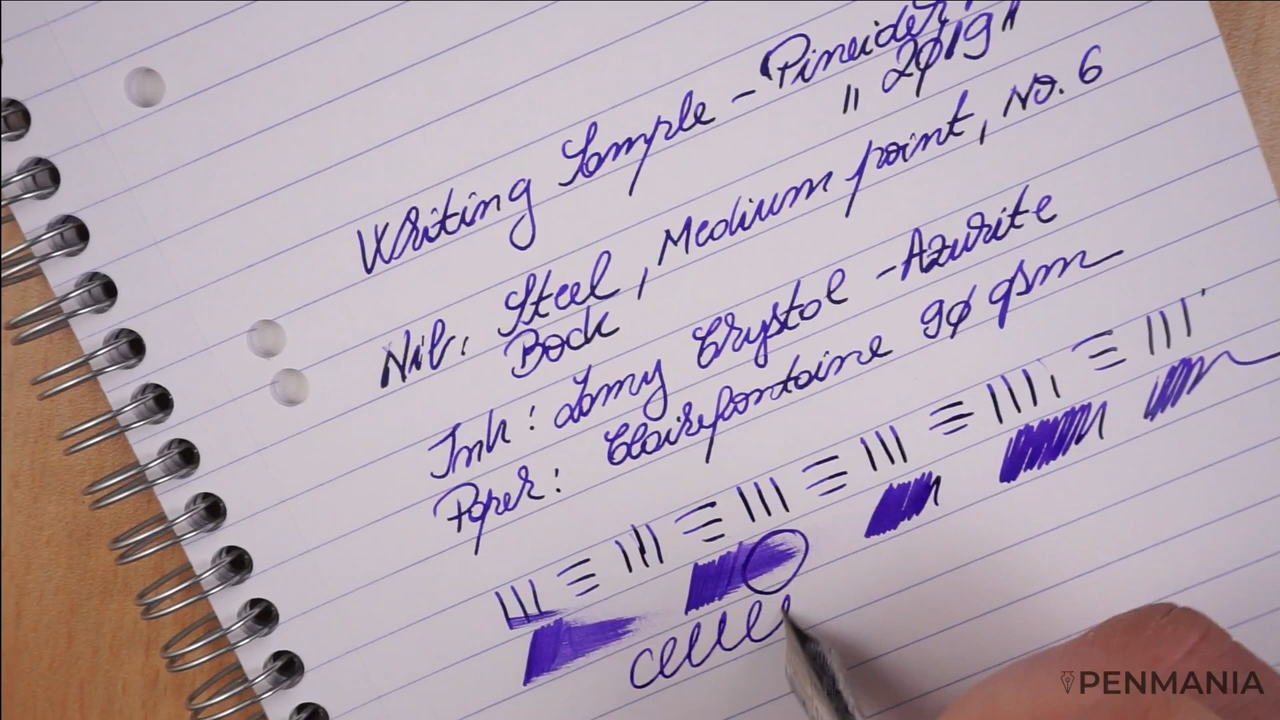 Writing Sample - Pineider
" 2019"
Nib: Steel, Medium point, No. 6
Bock
Ink: Lamy Crystal - Azurite
Paper: Clairefontaine 90 gsm
PENMANIA